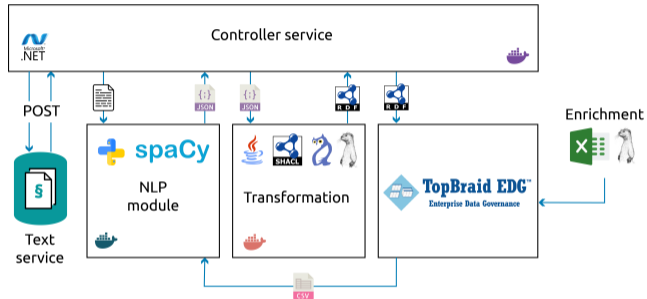 Controller service
Microsoft
.NET
POST
{:}
JSON
{:}
JSON
RDF
RDF
Enrichment
spaCy
NLP
module
SHACL
Transformation
TopBraid EDG™
Enterprise Data Governance
X
§
Text
service
CSV